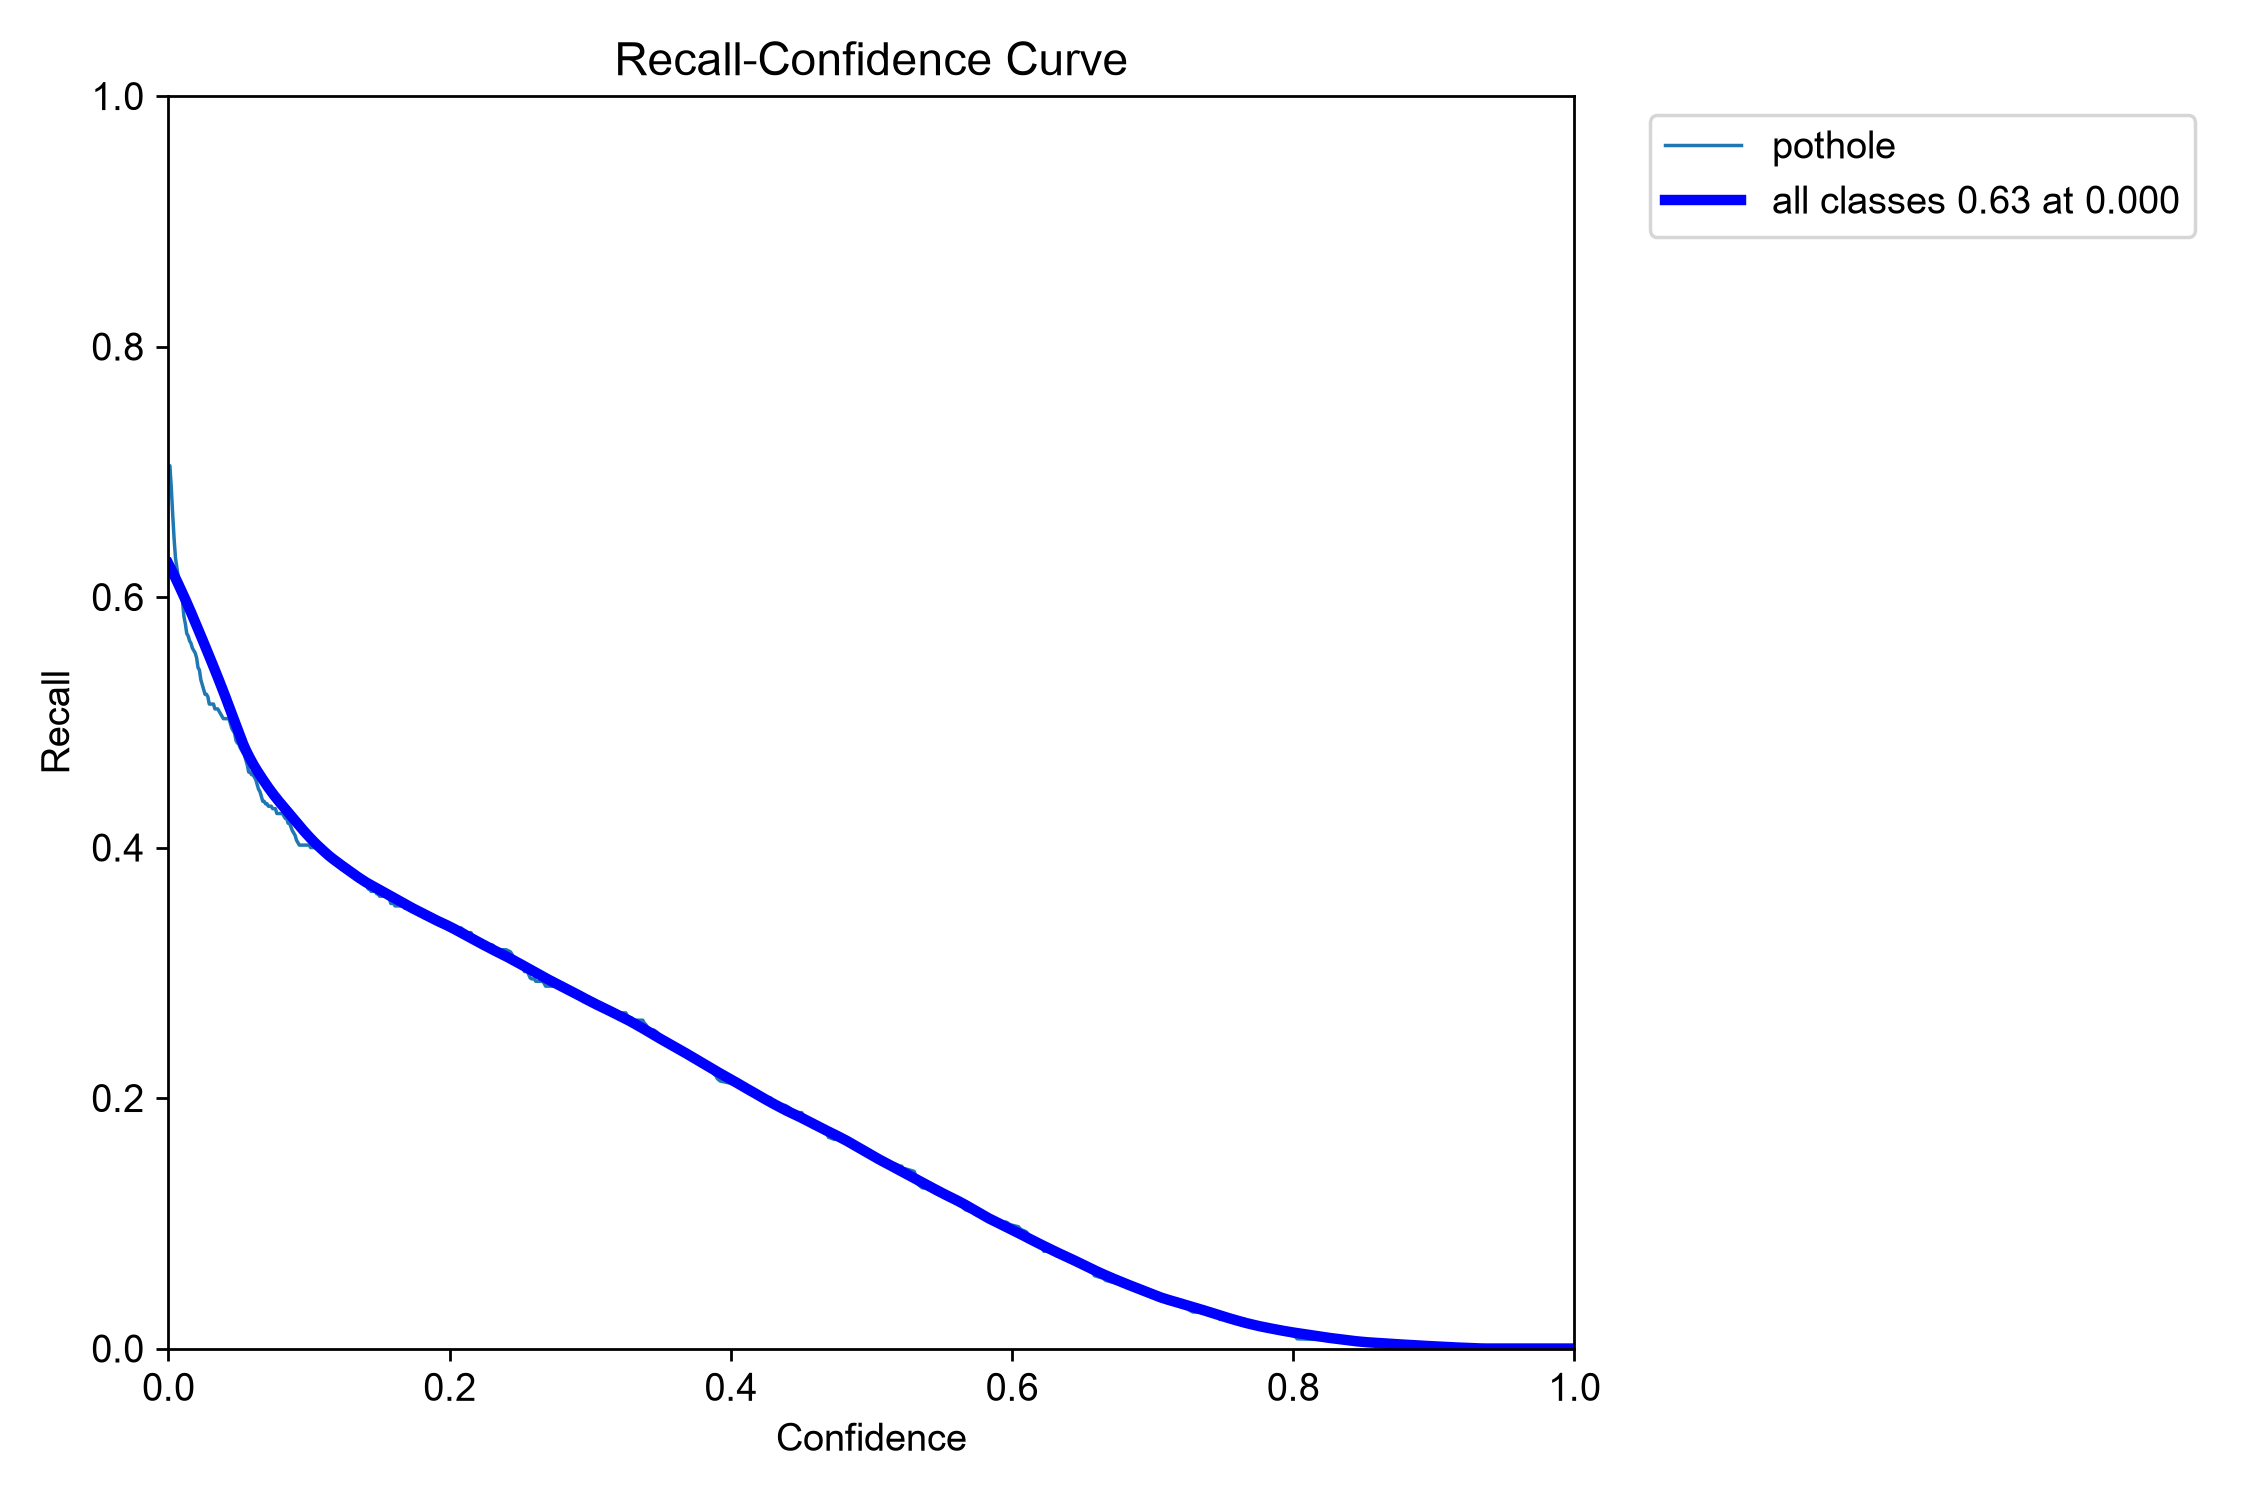 Recall-Confidence Curve
1.0
0.8
0.6
0.4
0.2
0.0
Recall
0.0 0.2 0.4 0.6 0.8 1.0
Confidence
pothole
all classes 0.63 at 0.000